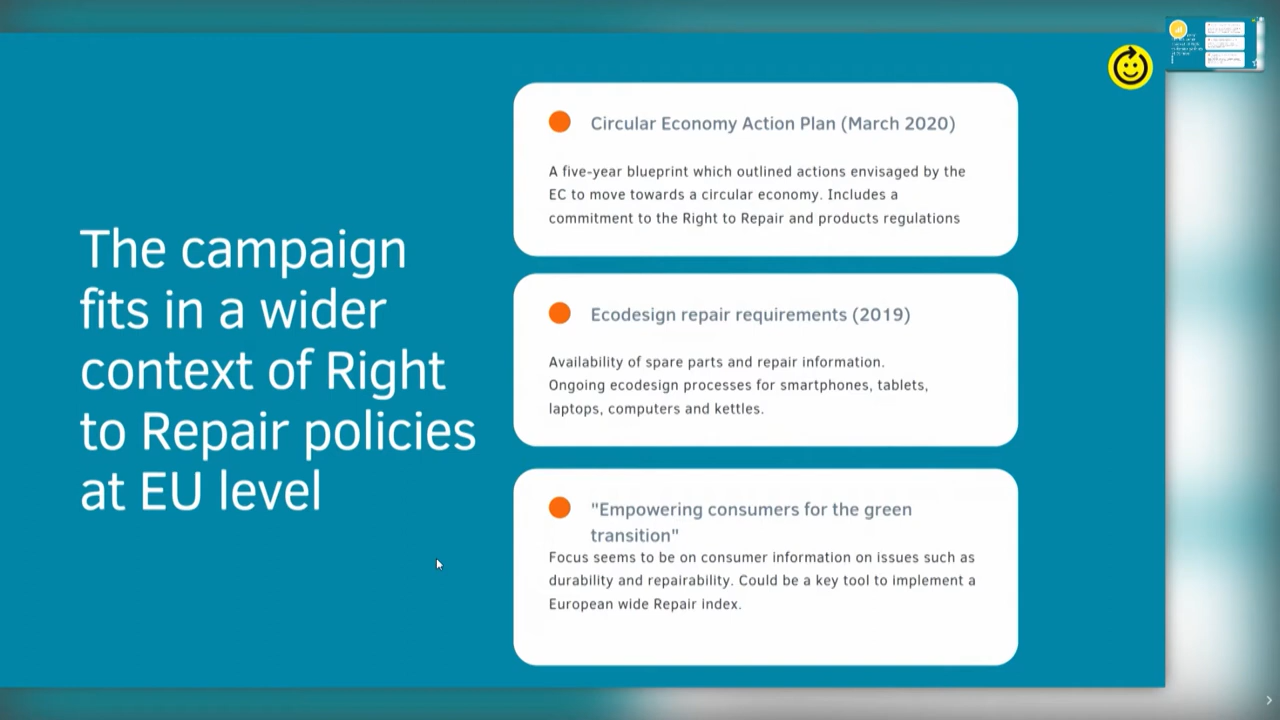 The campaign
fits in a wider
context of Right
to Repair policies
at EU level
Circular Economy Action Plan (March 2020)
A five-year blueprint which outlined actions envisaged by the
EC to move towards a circular economy. Includes a
commitment to the Right to Repair and products regulations
Ecodesign repair requirements (2019)
Availability of spare parts and repair information.
Ongoing ecodesign processes for smartphones, tablets,
laptops, computers and kettles.
"Empowering consumers for the green
transition"
Focus seems to be on consumer information on issues such as
durability and repairability. Could be a key tool to implement a
European wide Repair index.